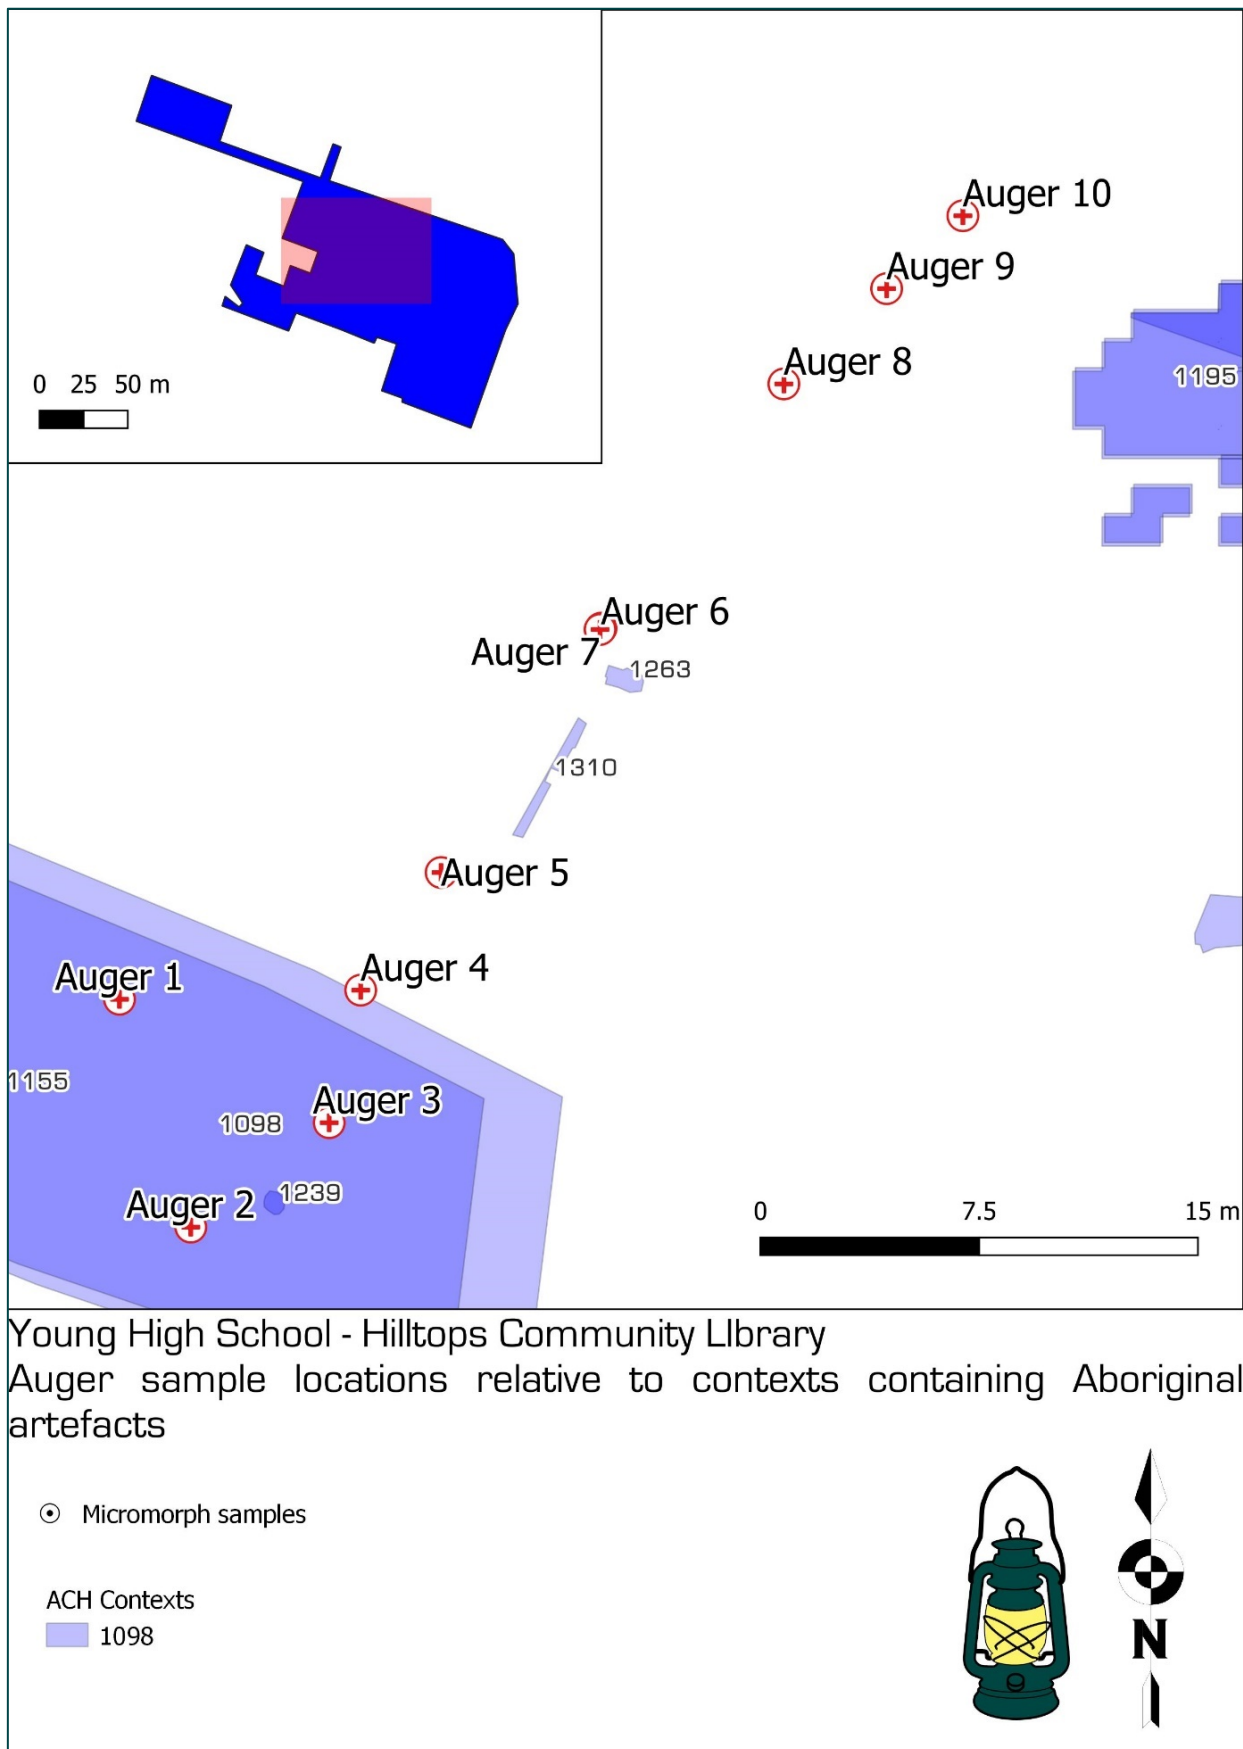 0 25 50 m
Auger 10
Auger 9
Auger 8
1195
Auger 6
Auger 7
1263
1310
Auger 5
Auger 4
Auger 1
1155
Auger 3
1098
1239
Auger 2
0 7.5 15 m
Young High School - Hilltops Community LIbrary
Auger sample locations relative to contexts containing Aboriginal
artefacts
Micromorph samples
ACH Contexts
1098
N